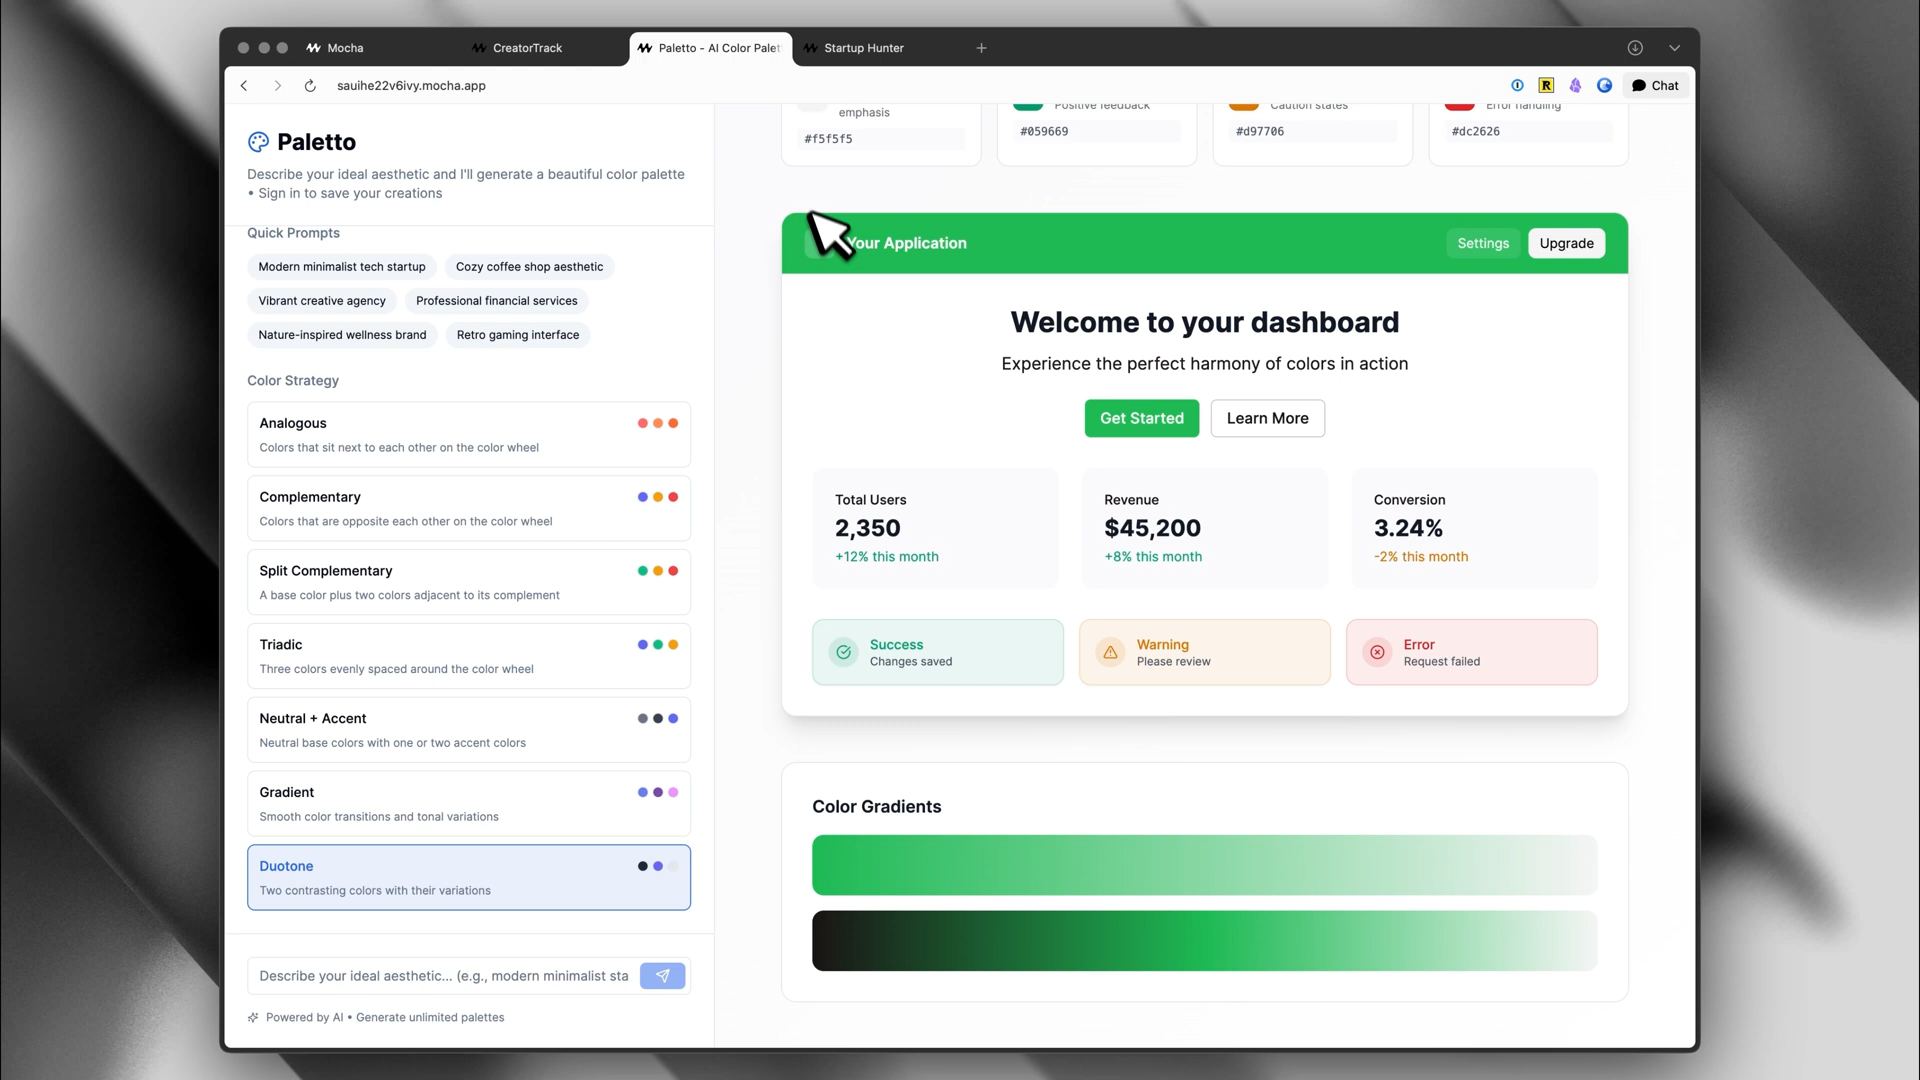 Mocha
CreatorTrack
Paletto - AI Color Palet
Startup Hunter
sauihe22v6ivy.mocha.app
R
Chat
Paletto
Describe your ideal aesthetic and I'll generate a beautiful color palette
• Sign in to save your creations
Quick Prompts
Modern minimalist tech startup
Cozy coffee shop aesthetic
Vibrant creative agency
Professional financial services
Nature-inspired wellness brand
Retro gaming interface
Color Strategy
Analogous
Colors that sit next to each other on the color wheel
Complementary
Colors that are opposite each other on the color wheel
Split Complementary
A base color plus two colors adjacent to its complement
Triadic
Three colors evenly spaced around the color wheel
Neutral + Accent
Neutral base colors with one or two accent colors
Gradient
Smooth color transitions and tonal variations
Duotone
Two contrasting colors with their variations
Describe your ideal aesthetic... (e.g., modern minimalist sta
Powered by AI • Generate unlimited palettes
emphasis
#f5f5f5
Positive feedback
#059669
Caution states
#d97706
Error handling
#dc2626
Your Application
Settings
Upgrade
Welcome to your dashboard
Experience the perfect harmony of colors in action
Get Started
Learn More
Total Users
2,350
+12% this month
Revenue
$45,200
+8% this month
Conversion
3.24%
-2% this month
Success
Changes saved
Warning
Please review
Error
Request failed
Color Gradients